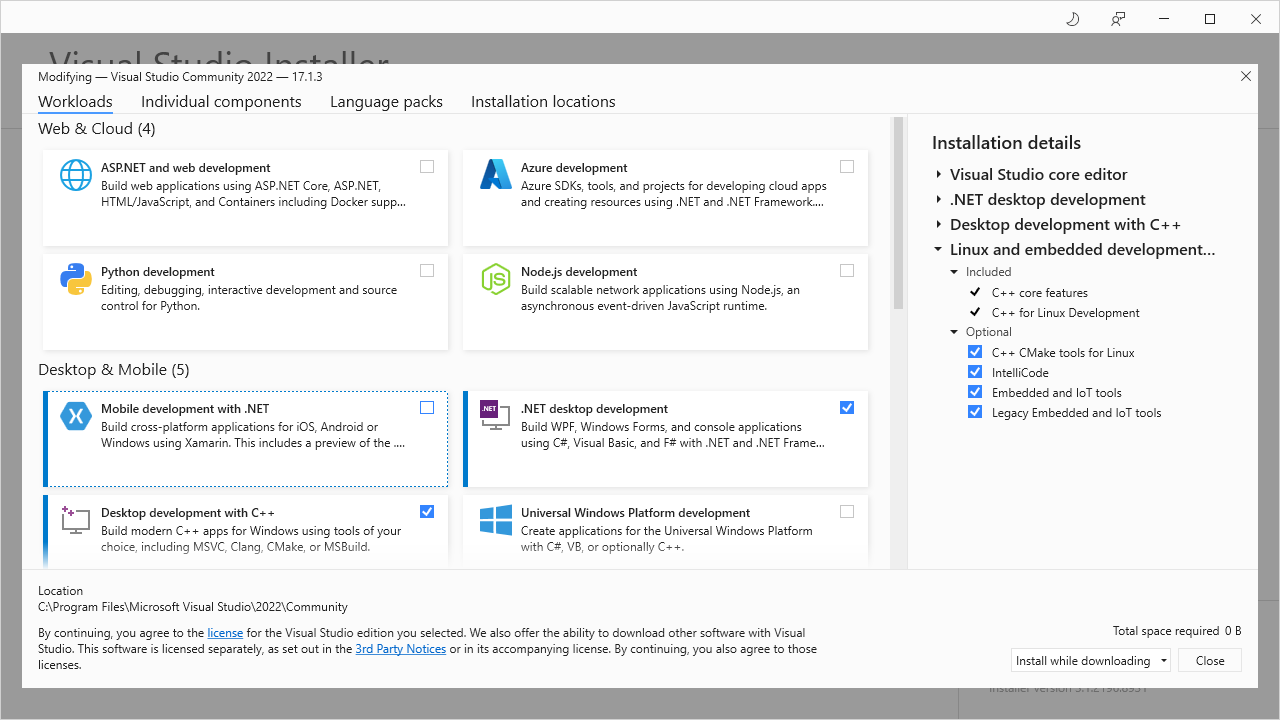 Visual Studio Installer
Modifying — Visual Studio Community 2022 — 17.1.3
Workloads
Individual components
Language packs
Installation locations
Web & Cloud (4)
ASP.NET and web development
Build web applications using ASP.NET Core, ASP.NET,
HTML/JavaScript, and Containers including Docker supp...
Azure development
Azure SDKs, tools, and projects for developing cloud apps
and creating resources using .NET and .NET Framework....
Python development
Editing, debugging, interactive development and source
control for Python.
Node.js development
Build scalable network applications using Node.js, an
asynchronous event-driven JavaScript runtime.
Desktop & Mobile (5)
Mobile development with .NET
Build cross-platform applications for iOS, Android or
Windows using Xamarin. This includes a preview of the ....
.NET
.NET desktop development
Build WPF, Windows Forms, and console applications
using C#, Visual Basic, and F# with .NET and .NET Frame...
Desktop development with C++
Build modern C++ apps for Windows using tools of your
choice, including MSVC, Clang, CMake, or MSBuild.
Universal Windows Platform development
Create applications for the Universal Windows Platform
with C#, VB, or optionally C++.
Installation details
Visual Studio core editor
.NET desktop development
Desktop development with C++
Linux and embedded development...
Included
C++ core features
C++ for Linux Development
Optional
C++ CMake tools for Linux
IntelliCode
Embedded and IoT tools
Legacy Embedded and IoT tools
Location
C:\Program Files\Microsoft Visual Studio\2022\Community
By continuing, you agree to the license for the Visual Studio edition you selected. We also offer the ability to download other software with Visual
Studio. This software is licensed separately, as set out in the 3rd Party Notices or in its accompanying license. By continuing, you also agree to those
licenses.
Total space required 0 B
Install while downloading
Close